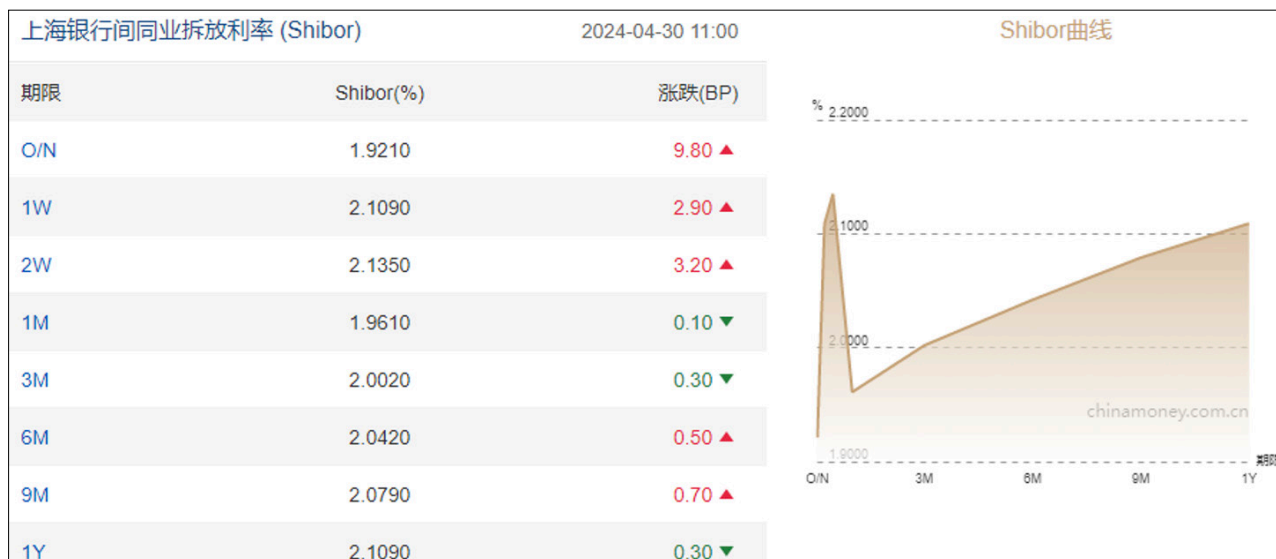 上海银行间同业拆放利率 (Shibor) 2024-04-30 11:00
期限 Shibor(%) 涨跌(BP)
O/N 1.9210 9.80 ▲
1W 2.1090 2.90 ▲
2W 2.1350 3.20 ▲
1M 1.9610 0.10 ▼
3M 2.0020 0.30 ▼
6M 2.0420 0.50 ▲
9M 2.0790 0.70 ▲
1Y 2.1090 0.30 ▼
Shibor曲线
%
2.2000
2.1000
2.0000
chinamoney.com.cn
1.9000
期限
O/N 3M 6M 9M 1Y